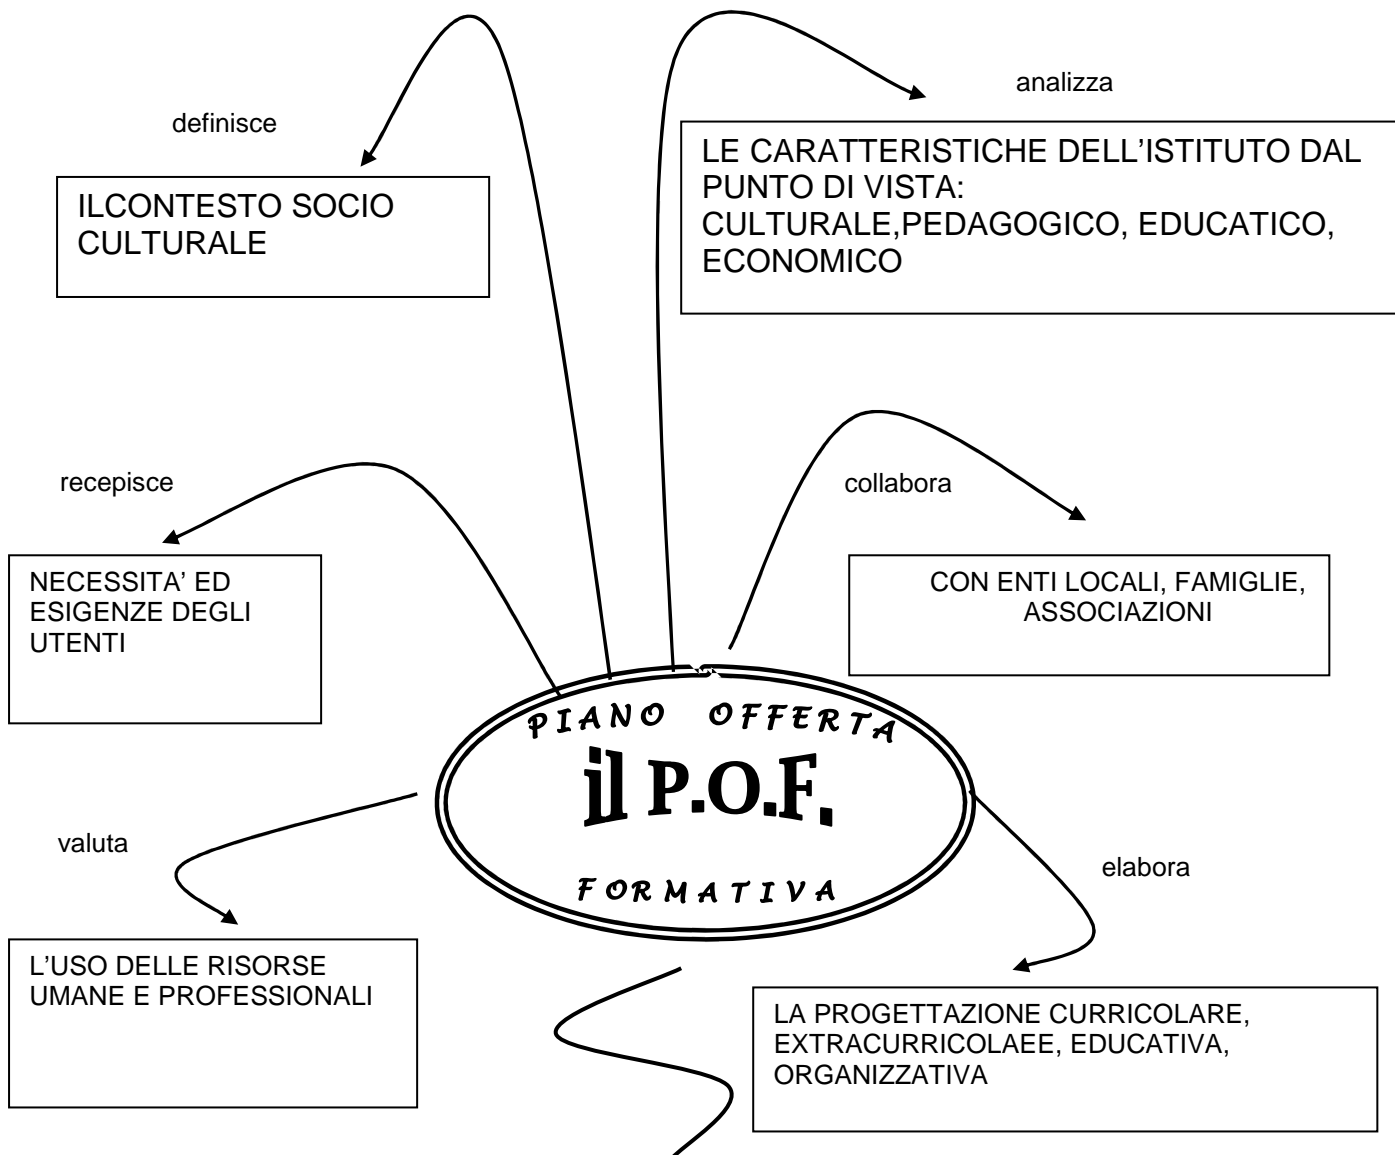 definisce
analizza
ILCONTESTO SOCIO
CULTURALE
LE CARATTERISTICHE DELL’ISTITUTO DAL
PUNTO DI VISTA:
CULTURALE,PEDAGOGICO, EDUCATICO,
ECONOMICO
recepisce
collabora
NECESSITA’ ED
ESIGENZE DEGLI
UTENTI
CON ENTI LOCALI, FAMIGLIE,
ASSOCIAZIONI
PIANO OFFERTA
il P.O.F.
FORMATIVA
valuta
elabora
L’USO DELLE RISORSE
UMANE E PROFESSIONALI
LA PROGETTAZIONE CURRICOLARE,
EXTRACURRICOLAEE, EDUCATIVA,
ORGANIZZATIVA